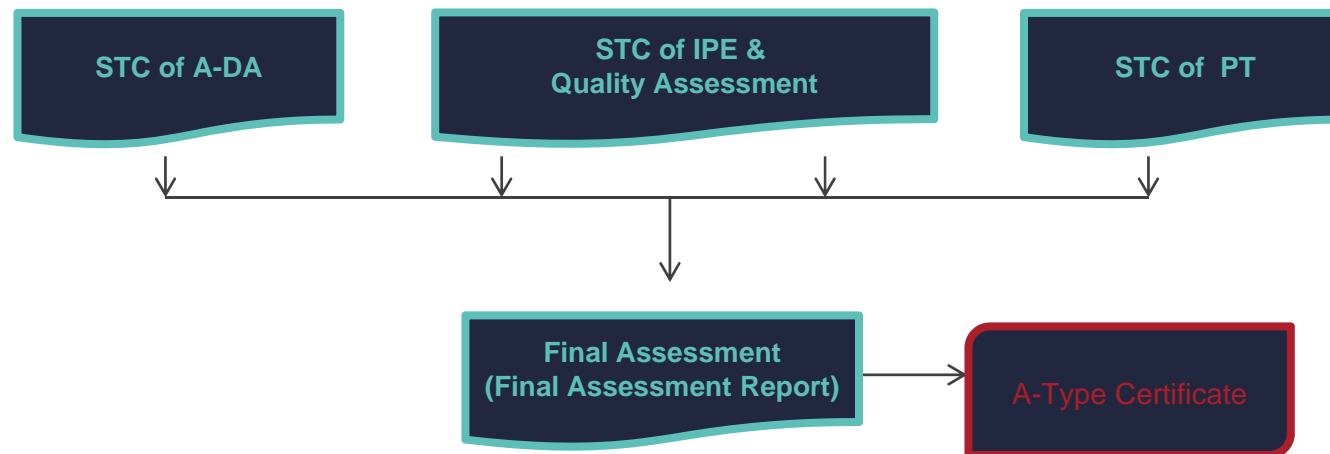 STC of A-DA
STC of IPE &
Quality Assessment
STC of  PT
Final Assessment
(Final Assessment Report)
A-Type Certificate